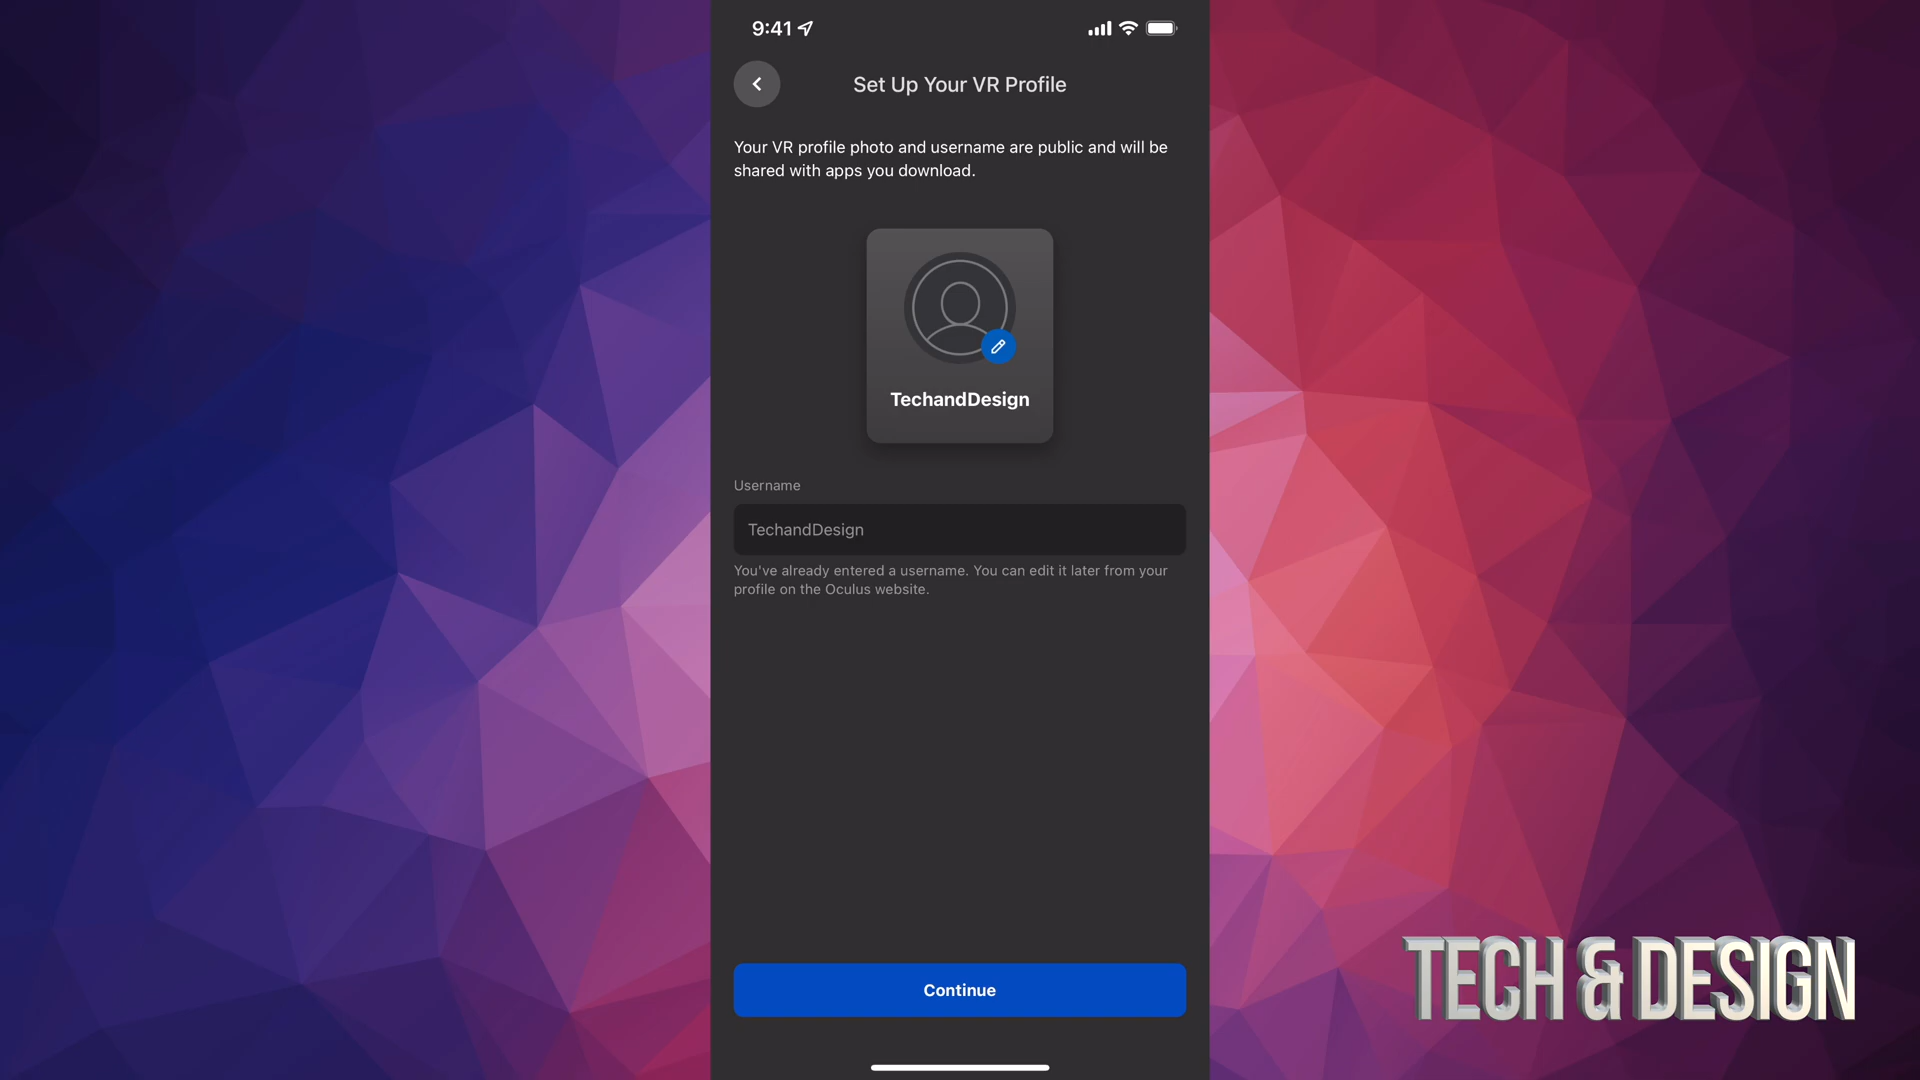 9:41
Set Up Your VR Profile
Your VR profile photo and username are public and will be
shared with apps you download.
TechandDesign
Username
TechandDesign
You've already entered a username. You can edit it later from your
profile on the Oculus website.
Continue
TECH & DESIGN